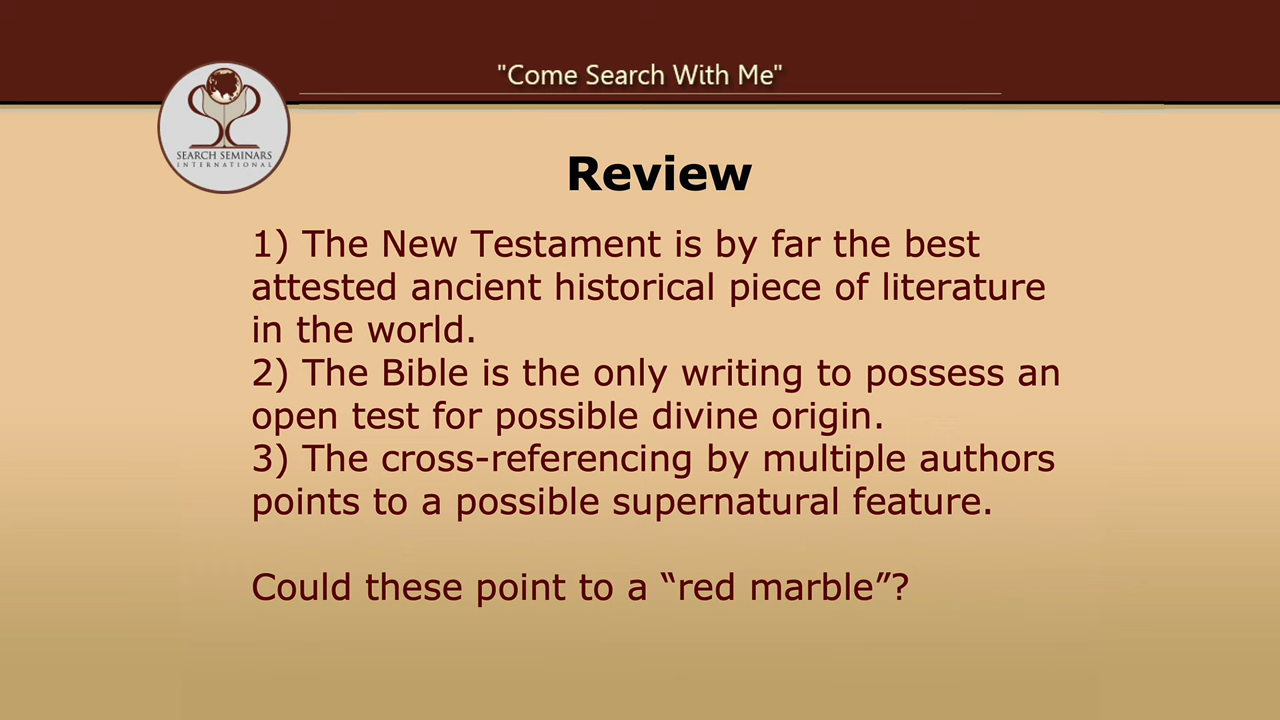 "Come Search With Me"
SEARCH SEMINARS
INTERNATIONAL
Review
1) The New Testament is by far the best
attested ancient historical piece of literature
in the world.
2) The Bible is the only writing to possess an
open test for possible divine origin.
3) The cross-referencing by multiple authors
points to a possible supernatural feature.
Could these point to a “red marble”?